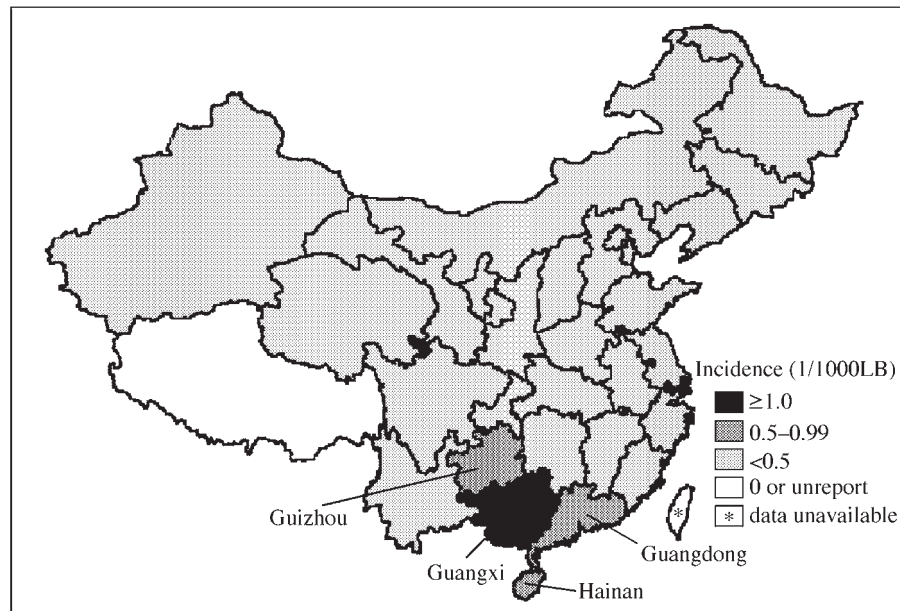 Incidence (1/1000LB)
≥1.0
0.5–0.99
<0.5
0 or unreport
* data unavailable
*
Guizhou
Guangxi
Guangdong
Hainan